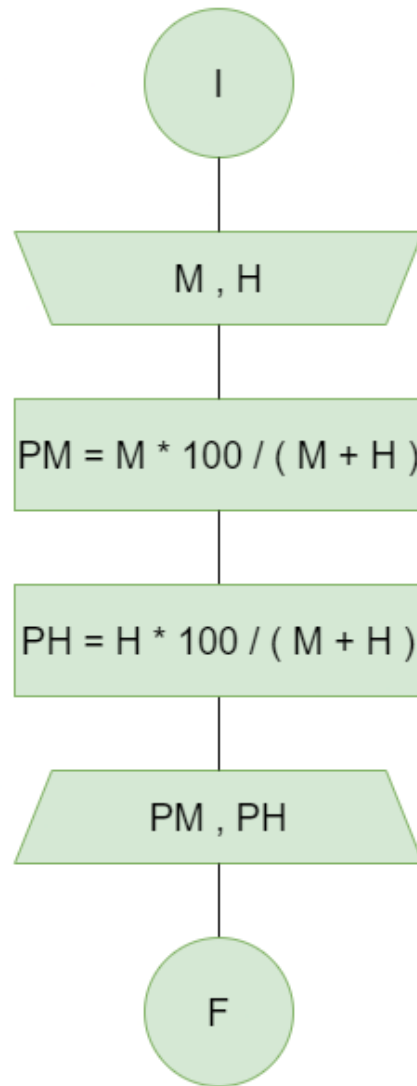 I
M , H
PM = M * 100 / ( M + H )
PH = H * 100 / ( M + H )
PM , PH
F